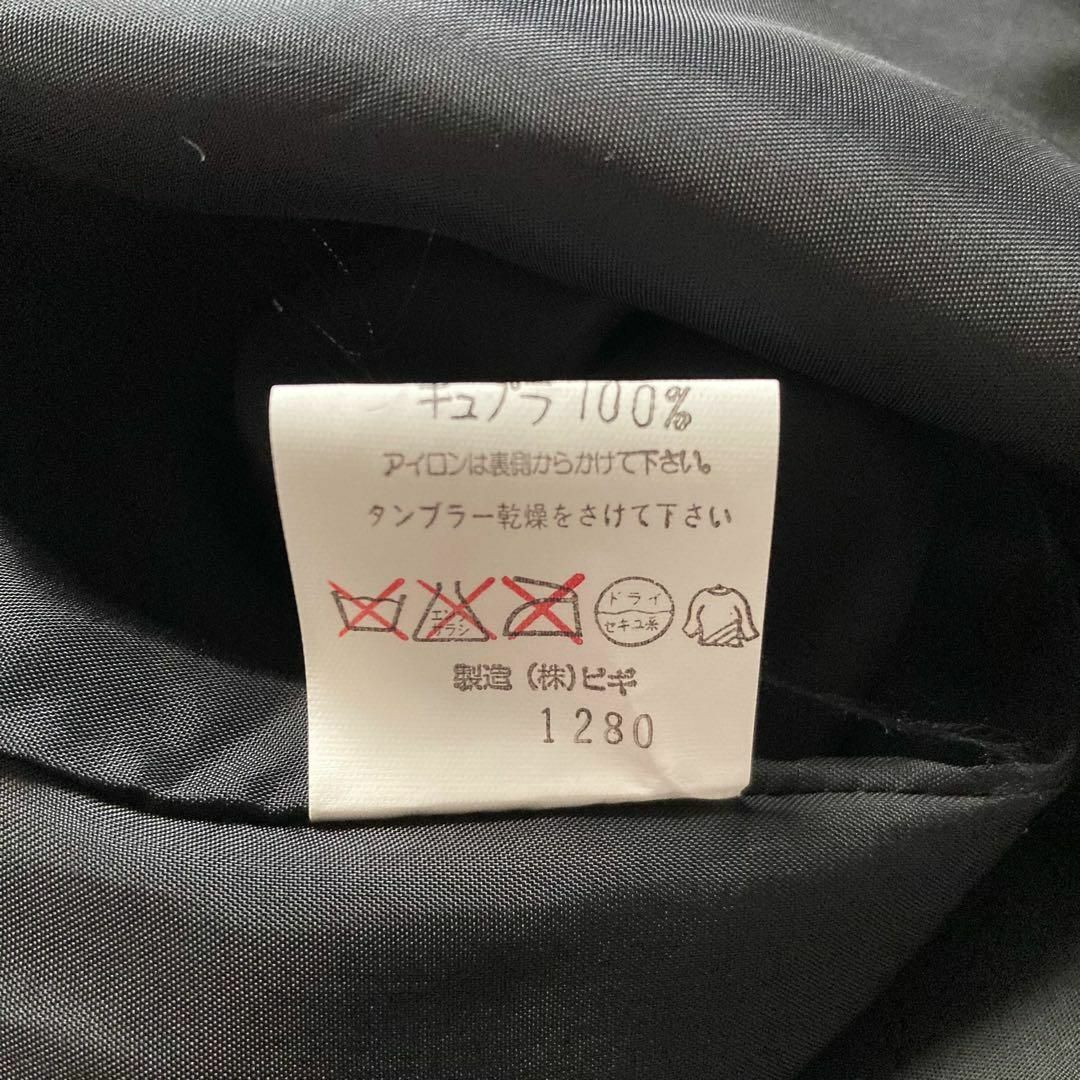 キュプラ100%
アイロンは裏側からかけて下さい。
タンブラー乾燥をさけて下さい
エンソ サラシ ドライ セキユ系
製造(株)ビギ
1280